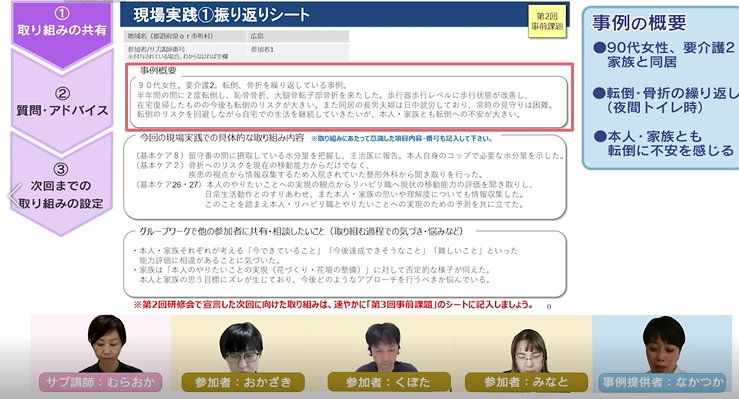 ①
取り組みの共有
②
質問・アドバイス
③
次回までの
取り組みの設定
現場実践①振り返りシート
第2回
事前課題
地域名（都道府県or市町村）
広島
参加者/サブ講師番号
※付与されている場合、わからなければ空欄
参加者1
事例概要
９０代女性。要介護2。転倒、骨折を繰り返している事例。
半年間の間に２度転倒し、恥骨骨折、大腿骨転子部骨折を来たした。歩行器歩行レベルに歩行状態が改善し、
在宅復帰したものの今後も転倒のリスクが大きい。また同居の長男夫婦は日中就労しており、常時の見守りは困難。
転倒のリスクを回避しながら自宅での生活を継続していきたいが、本人・家族とも転倒への不安が大きい。
今回の現場実践での具体的な取り組み内容 ※取り組みにあたって意識した項目内容・番号も記入して下さい。
（基本ケア８）留守番の間に摂取している水分量を把握し、主治医に報告。本人自身のコップで必要な水分量を示した。
（基本ケア２）骨折へのリスクを現在の移動能力からだけでなく、
疾患の視点から情報収集するため入院されていた整形外科から聞き取りを行った。
（基本ケア26・27）本人のやりたいことへの実現の観点からリハビリ職へ現状の移動能力の評価を聞き取りし、
日常生活動作とのすりあわせ、また本人・家族の思いや理解についても情報収集した。
このことを踏まえ本人・リハビリ職とやりたいことへの実現のための予測を共に立てた。
グループワークで他の参加者に共有・相談したいこと（取り組む過程での気づき・悩みなど）
・本人・家族それぞれが考える「今できていること」「今後達成できそうなこと」「難しいこと」といった
能力評価に相違があることに気づいた。
・家族は「本人のやりたいことの実現（花づくり・花壇の整備）」に対して否定的な様子が伺えた。
本人と家族の思う目標にズレが生じており、今後どのようなアプローチを行うべきか悩んでいる。
※第2回研修会で宣言した次回に向けた取り組みは、速やかに「第3回事前課題」のシートに記入しましょう。
0
事例の概要
●90代女性、要介護2
家族と同居
●転倒・骨折の繰り返し
（夜間トイレ時）
●本人・家族とも
転倒に不安を感じる
サブ講師：むらおか
参加者：おかざき
参加者：くぼた
参加者：みなと
事例提供者：なかつか